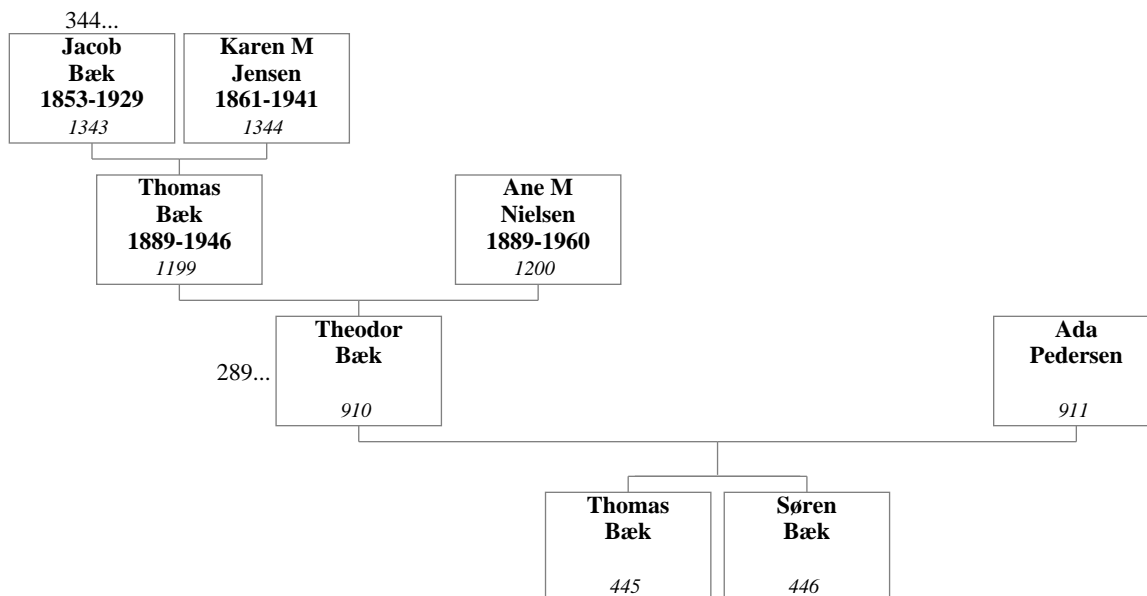 344...
Jacob
Bæk
1853-1929
1343
Karen M
Jensen
1861-1941
1344
Thomas
Bæk
1889-1946
1199
Ane M
Nielsen
1889-1960
1200
289...
Theodor
Bæk
910
Ada
Pedersen
911
Thomas
Bæk
445
Søren
Bæk
446